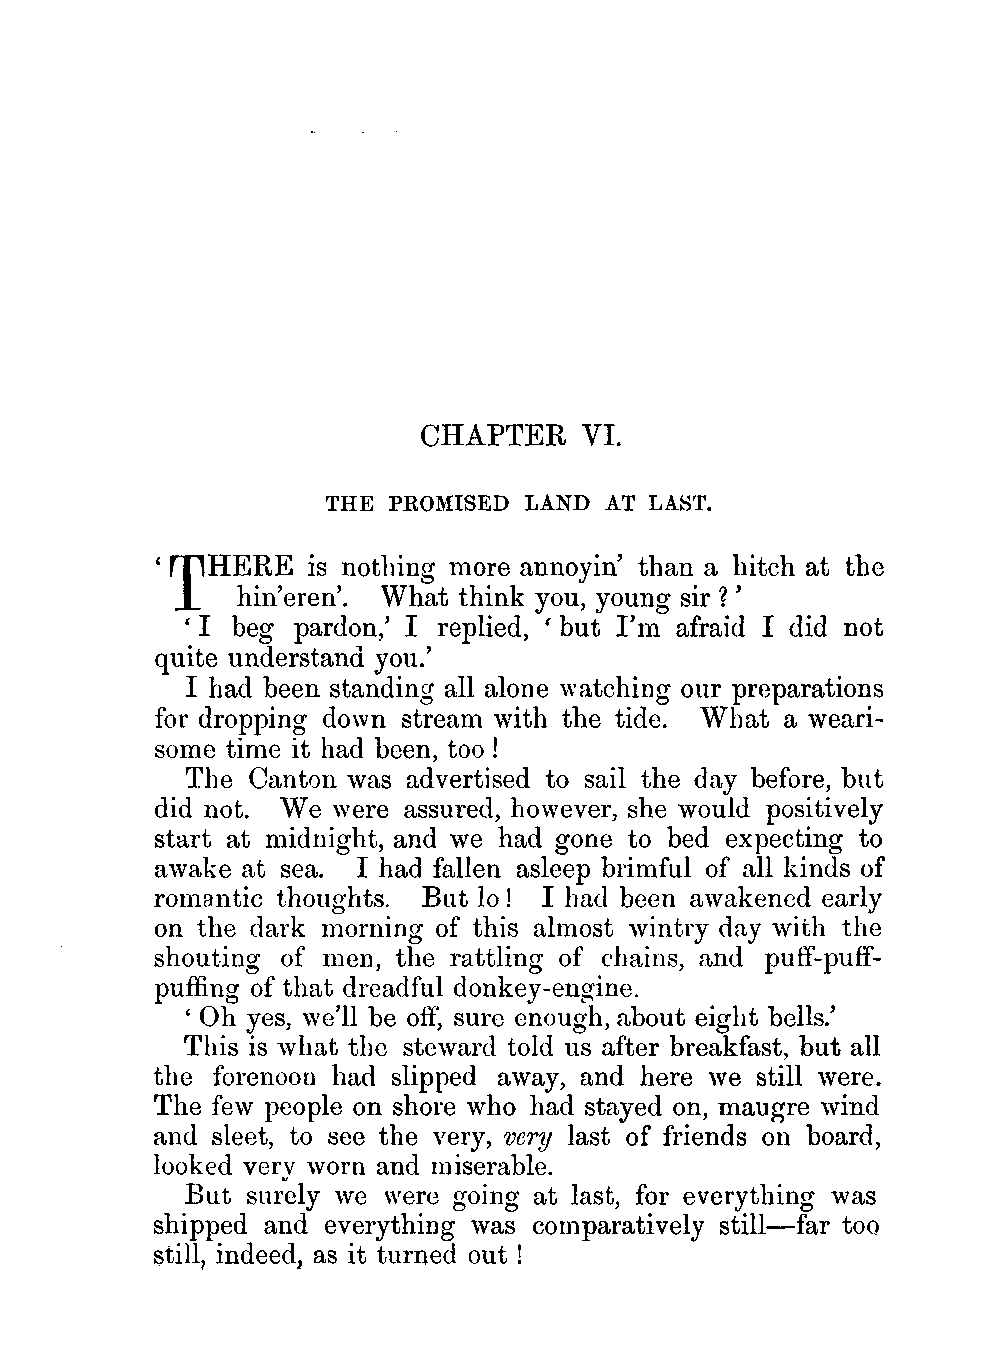 CHAPTER VI.
THE PROMISED LAND AT LAST.
‘THERE is nothing more annoyin’ than a hitch at the
hin’eren’. What think you, young sir?’
‘I beg pardon,’ I replied, ‘but I’m afraid I did not
quite understand you.’
I had been standing all alone watching our preparations
for dropping down stream with the tide. What a weari-
some time it had been, too!
The Canton was advertised to sail the day before, but
did not. We were assured, however, she would positively
start at midnight, and we had gone to bed expecting to
awake at sea. I had fallen asleep brimful of all kinds of
romantic thoughts. But lo! I had been awakened early
on the dark morning of this almost wintry day with the
shouting of men, the rattling of chains, and puff-puff-
puffing of that dreadful donkey-engine.
‘Oh yes, we’ll be off, sure enough, about eight bells.’
This is what the steward told us after breakfast, but all
the forenoon had slipped away, and here we still were.
The few people on shore who had stayed on, maugre wind
and sleet, to see the very, very last of friends on board,
looked very worn and miserable.
But surely we were going at last, for everything was
shipped and everything was comparatively still—far too
still, indeed, as it turned out!